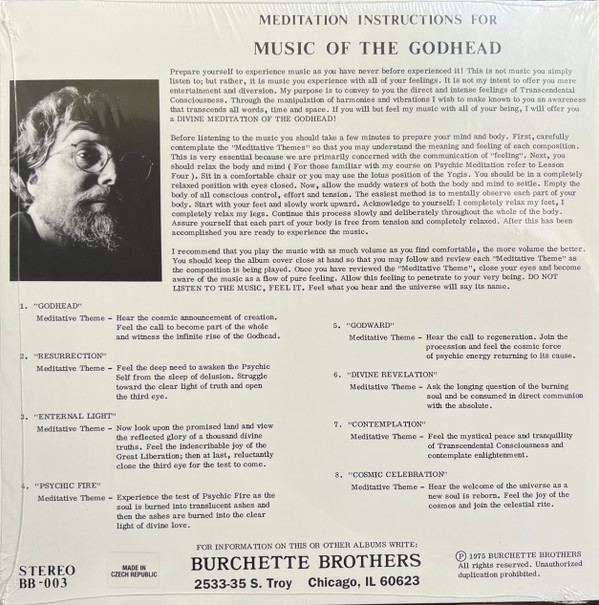 MEDITATION INSTRUCTIONS FOR
MUSIC OF THE GODHEAD
Prepare yourself to experience music as you have never before experienced it! This is not music you simply
listen to; but rather, it is music you experience with all of your feelings. It is not my intent to offer you mere
entertainment and diversion. My purpose is to convey to you the direct and intense feelings of Transcendental
Consciousness. Through the manipulation of harmonies and vibrations I wish to make known to you an awareness
that transcends all words, time and space. If you will but feel my music with all of your being, I will offer you
a DIVINE MEDITATION OF THE GODHEAD!
Before listening to the music you should take a few minutes to prepare your mind and body. First, carefully
contemplate the "Meditative Themes" so that you may understand the meaning and feeling of each composition.
This is very essential because we are primarily concerned with the communication of "feeling". Next, you
should relax the body and mind ( For those familiar with my course on Psychic Meditation refer to Lesson
Four ). Sit in a comfortable chair or you may use the lotus position of the Yogis. You should be in a completely
relaxed position with eyes closed. Now, allow the muddy waters of both the body and mind to settle. Empty the
body of all conscious control, effort and tension. The easiest method is to mentally observe each part of your
body. Start with your feet and slowly work upward. Acknowledge to yourself: I completely relax my feet, I
completely relax my legs. Continue this process slowly and deliberately throughout the whole of the body.
Assure yourself that each part of your body is free from tension and completely relaxed. After this has been
accomplished you are ready to experience the music.
I recommend that you play the music with as much volume as you find comfortable, the more volume the better.
You should keep the album cover close at hand so that you may follow and review each "Meditative Theme" as
the composition is being played. Once you have reviewed the "Meditative Theme", close your eyes and become
aware of the music as a flow of pure feeling. Allow this feeling to penetrate to your very being. DO NOT
LISTEN TO THE MUSIC, FEEL IT. Feel what you hear and the universe will say its name.
1. "GODHEAD"
Meditative Theme - Hear the cosmic announcement of creation.
Feel the call to become part of the whole
and witness the infinite rise of the Godhead.
2. "RESURRECTION"
Meditative Theme - Feel the deep need to awaken the Psychic
Self from the sleep of delusion. Struggle
toward the clear light of truth and open
the third eye.
3. "ENTERNAL LIGHT"
Meditative Theme - Now look upon the promised land and view
the reflected glory of a thousand divine
truths. Feel the indescribable joy of the
Great Liberation; then at last, reluctantly
close the third eye for the test to come.
4. "PSYCHIC FIRE"
Meditative Theme - Experience the test of Psychic Fire as the
soul is burned into translucent ashes and
then the ashes are burned into the clear
light of divine love.
5. "GODWARD"
Meditative Theme - Hear the call to regeneration. Join the
procession and feel the cosmic force
of psychic energy returning to its cause.
6. "DIVINE REVELATION"
Meditative Theme - Ask the longing question of the burning
soul and be consumed in direct communion
with the absolute.
7. "CONTEMPLATION"
Meditative Theme - Feel the mystical peace and tranquillity
of Transcendental Consciousness and
contemplate enlightenment.
8. "COSMIC CELEBRATION"
Meditative Theme - Hear the welcome of the universe as a
new soul is reborn. Feel the joy of the
cosmos and join the celestial rite.
FOR INFORMATION ON THIS OR OTHER ALBUMS WRITE:
BURCHETTE BROTHERS
2533-35 S. Troy Chicago, IL 60623
STEREO
BB-003
MADE IN
CZECH REPUBLIC
Ⓟ 1975 BURCHETTE BROTHERS
All rights reserved. Unauthorized
duplication prohibited.